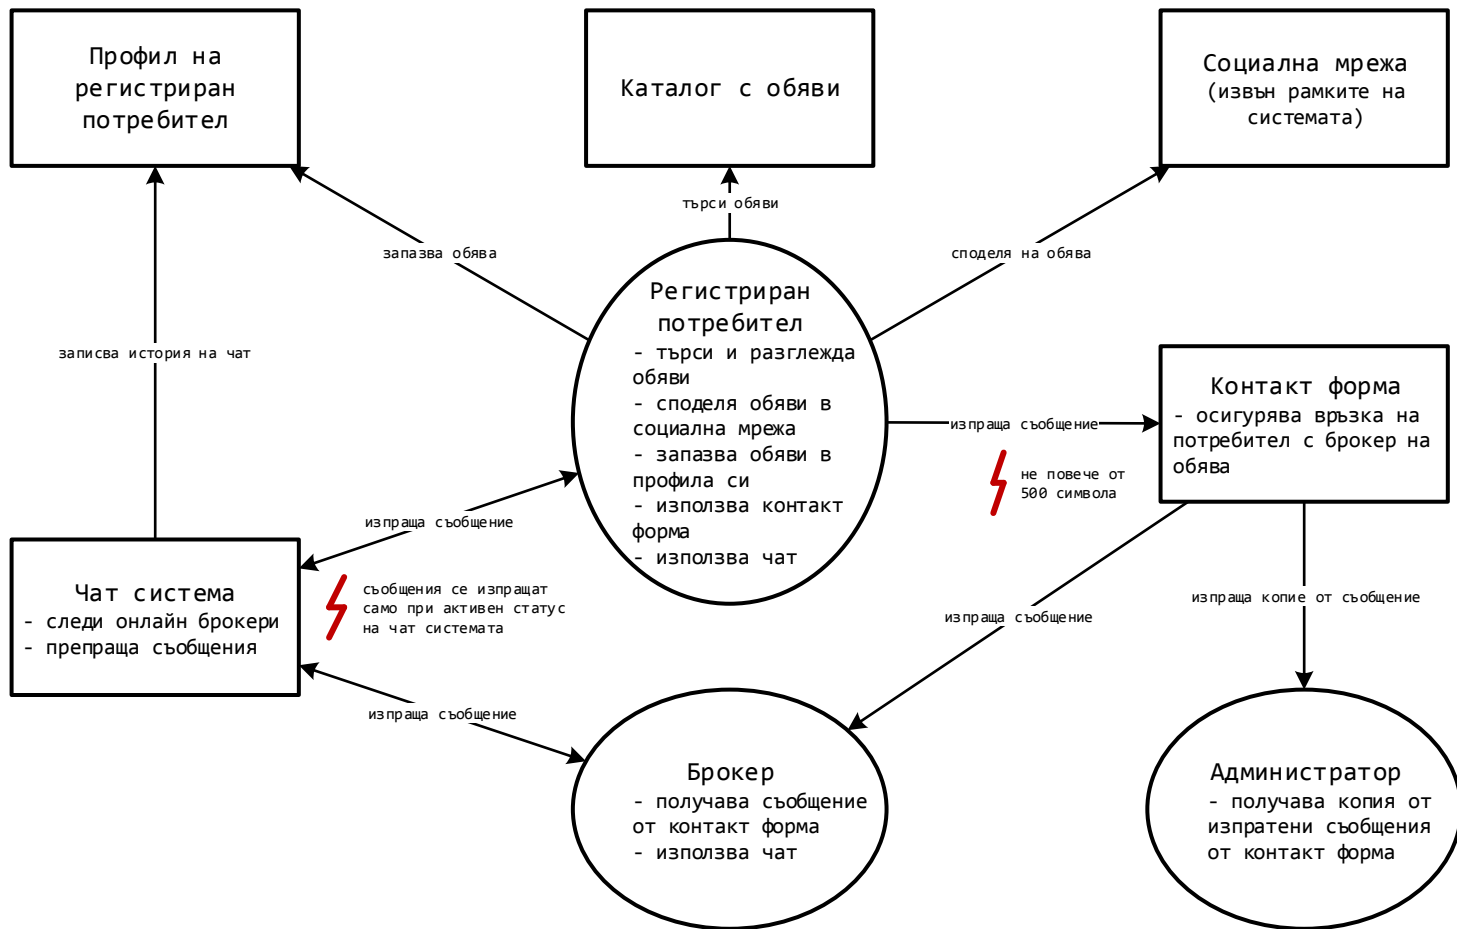 Профил на
регистриран
потребител
Каталог с обяви
Социална мрежа
(извън рамките на
системата)
търси обяви
запазва обява
споделя на обява
Регистриран
потребител
- търси и разглежда
обяви
- споделя обяви в
социална мрежа
- запазва обяви в
профила си
- използва контакт
форма
- използва чат
записва история на чат
изпраща съобщение
не повече от
500 символа
Контакт форма
- осигурява връзка на
потребител с брокер на
обява
изпраща съобщение
съобщения се изпращат
само при активен статус
на чат системата
Чат система
- следи онлайн брокери
- препраща съобщения
изпраща съобщение
изпраща копие от съобщение
изпраща съобщение
Брокер
- получава съобщение
от контакт форма
- използва чат
Администратор
- получава копия от
изпратени съобщения
от контакт форма